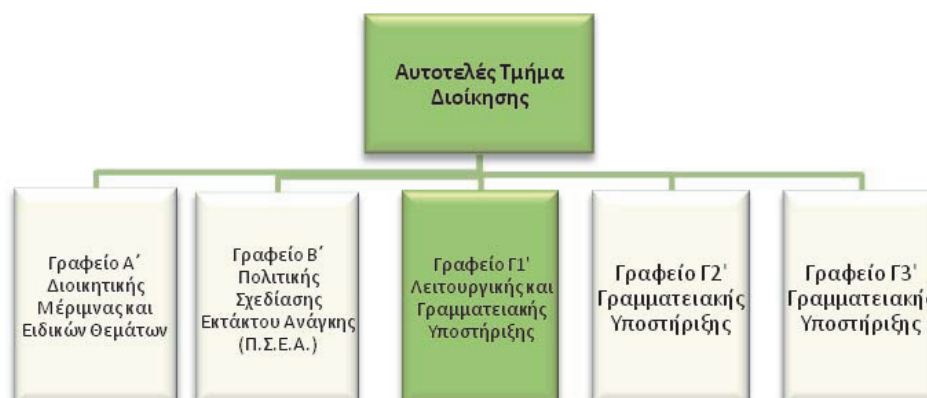 Αυτοτελές Τμήμα
Διοίκησης
Γραφείο Α΄
Διοικητικής
Μέριμνας και
Ειδικών Θεμάτων
Γραφείο Β΄
Πολιτικής
Σχεδίασης
Εκτάκτου Ανάγκης
(Π.Σ.Ε.Α.)
Γραφείο Γ1'
Λειτουργικής και
Γραμματειακής
Υποστήριξης
Γραφείο Γ2'
Γραμματειακής
Υποστήριξης
Γραφείο Γ3'
Γραμματειακής
Υποστήριξης